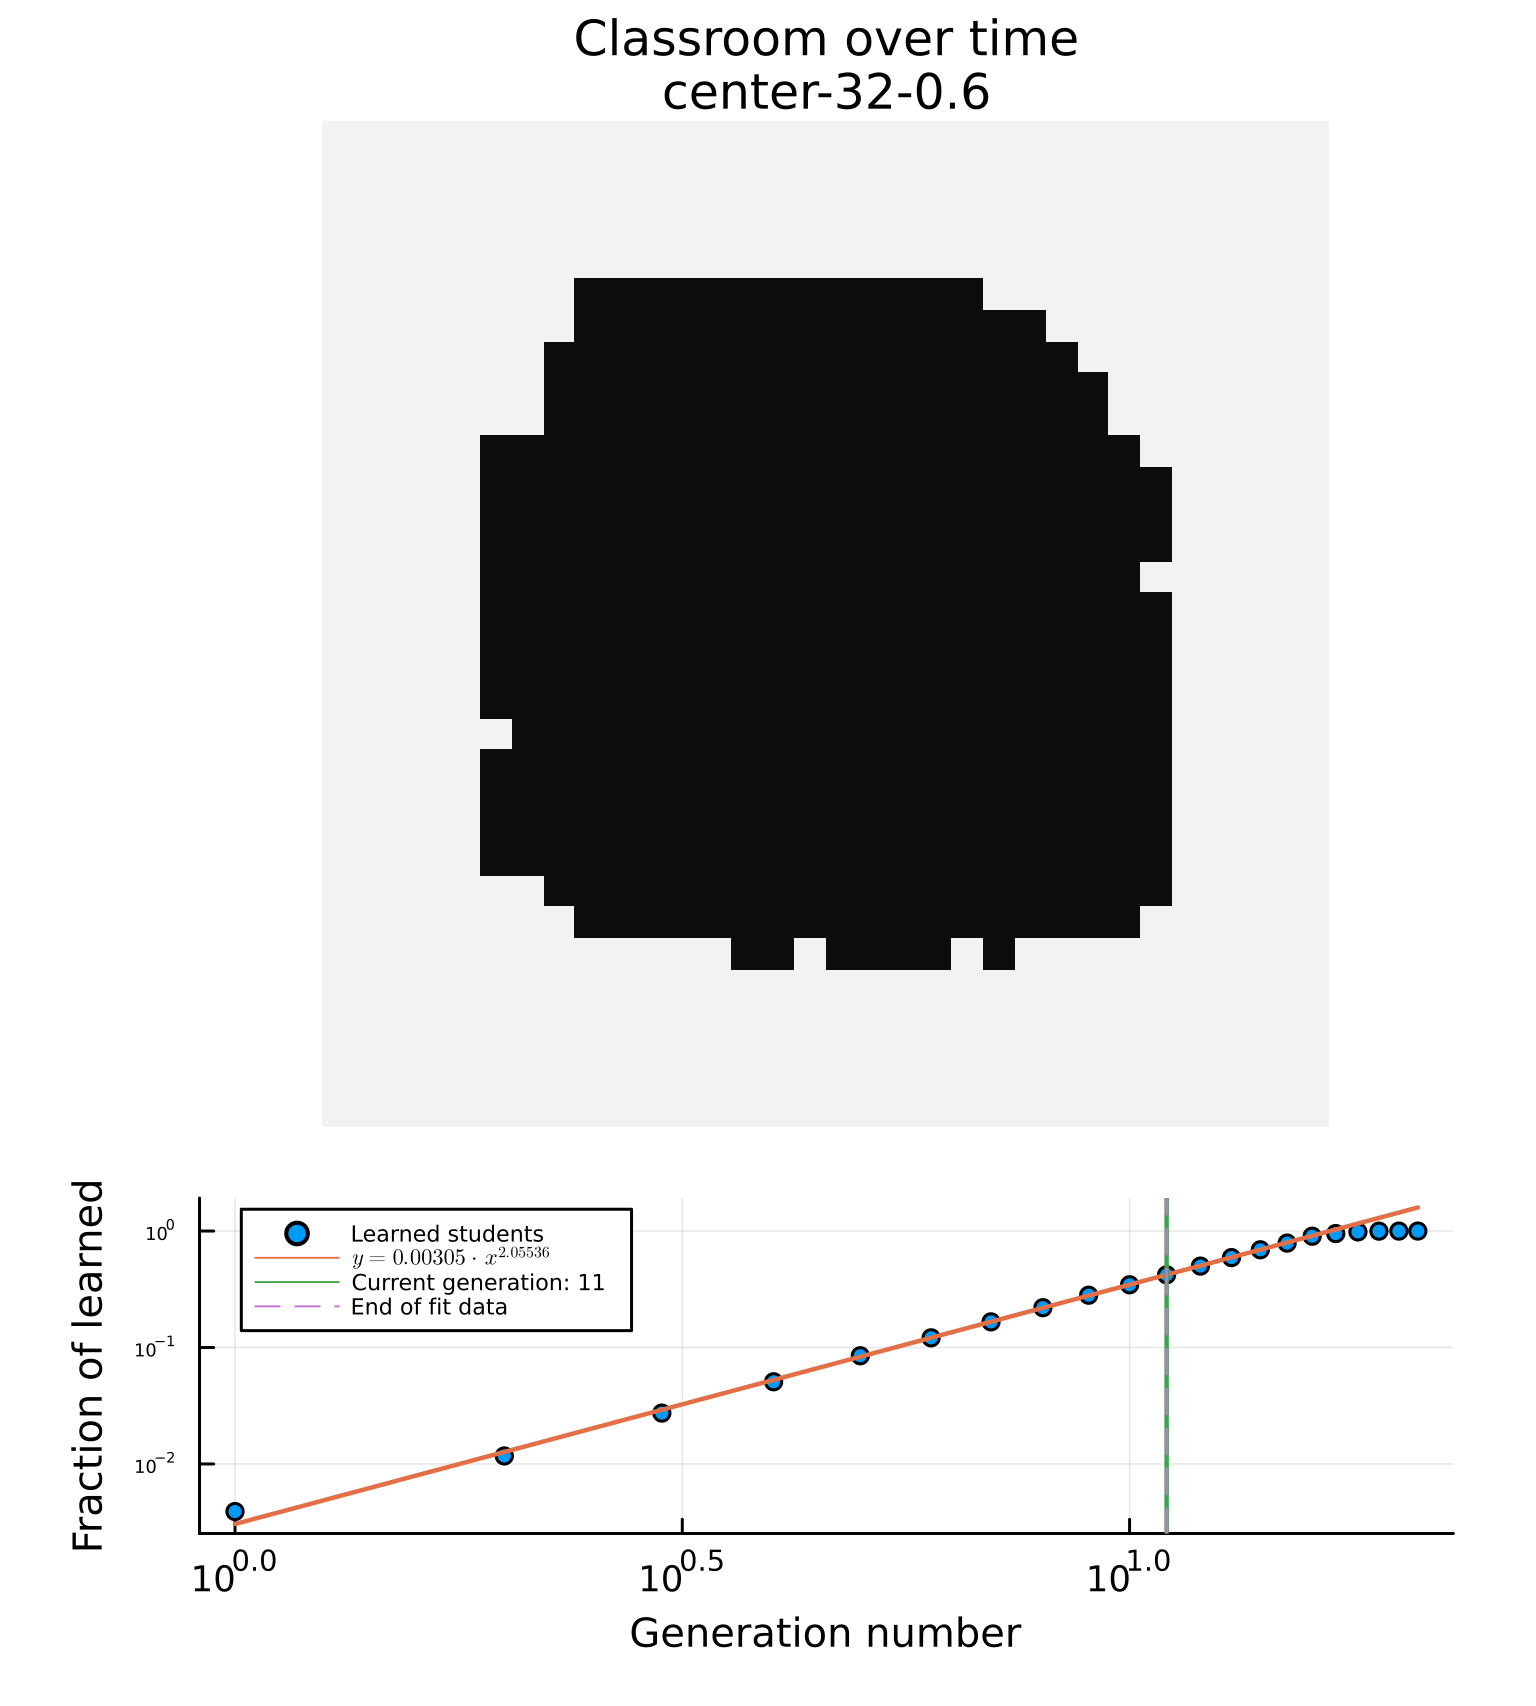 Classroom over time
center-32-0.6
Fraction of learned
10^0
10^-1
10^-2
Learned students
y = 0.00305 · x^2.05536
Current generation: 11
End of fit data
10^0.0 10^0.5 10^1.0
Generation number